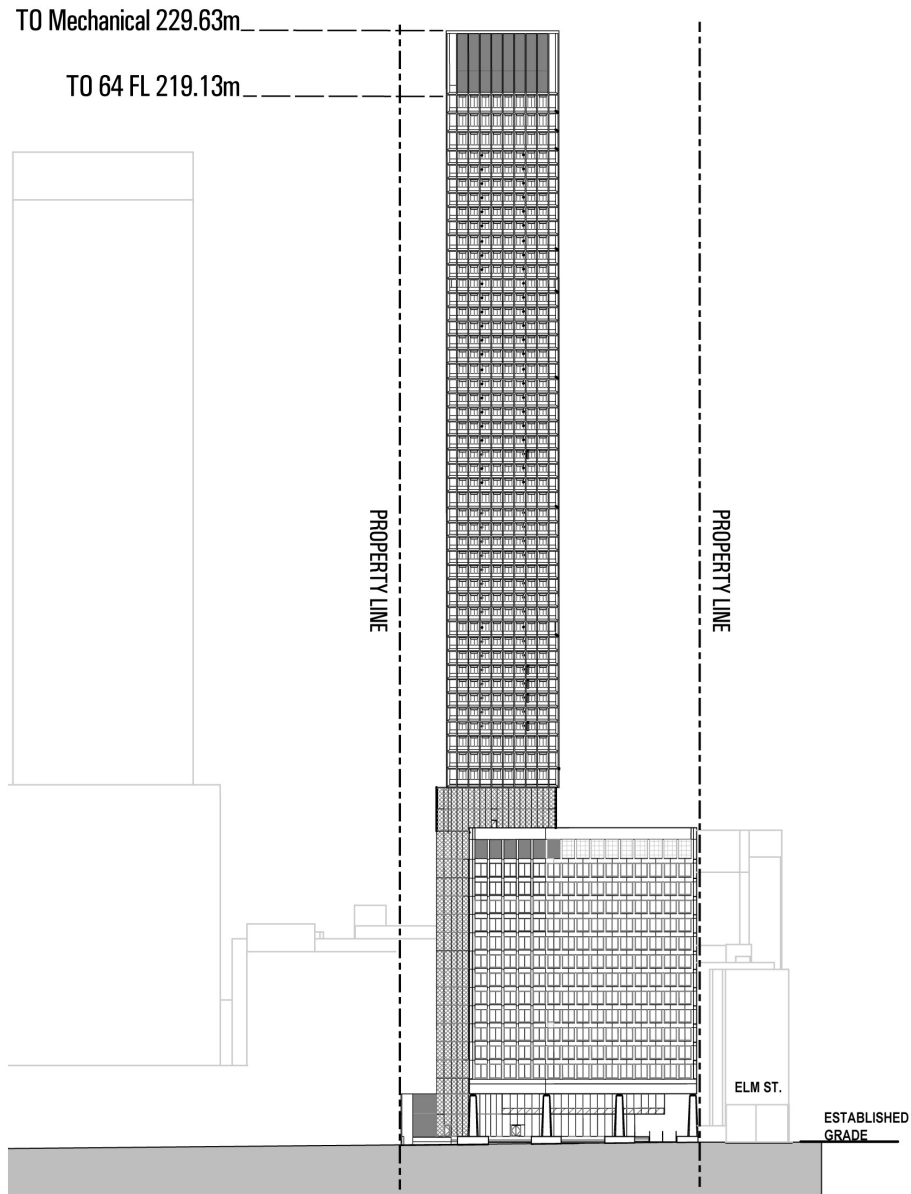 TO Mechanical 229.63m
TO 64 FL 219.13m
PROPERTY LINE
PROPERTY LINE
ELM ST.
ESTABLISHED
GRADE